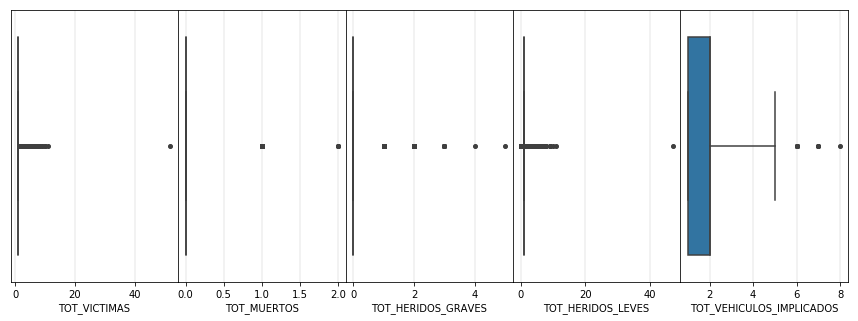 0 20 40 0.0 0.5 1.0 1.5 2.0 0 2 4 0 20 40 2 4 6 8
TOT_VICTIMAS TOT_MUERTOS TOT_HERIDOS_GRAVES TOT_HERIDOS_LEVES TOT_VEHICULOS_IMPLICADOS